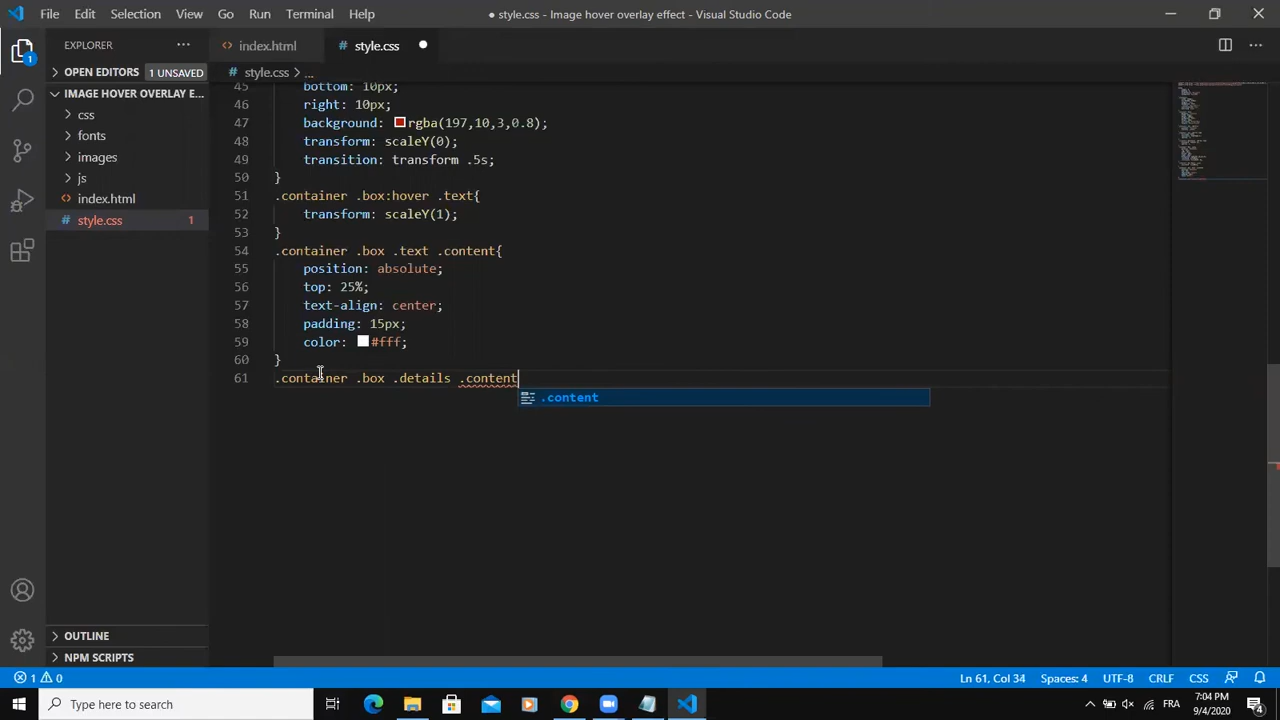 File Edit Selection View Go Run Terminal Help
● style.css - Image hover overlay effect - Visual Studio Code
EXPLORER
index.html
style.css
OPEN EDITORS 1 UNSAVED
style.css > ...
IMAGE HOVER OVERLAY E...
css
fonts
images
js
index.html
style.css 1
45 bottom: 10px;
46 right: 10px;
47 background: rgba(197,10,3,0.8);
48 transform: scaleY(0);
49 transition: transform .5s;
50 }
51 .container .box:hover .text{
52 transform: scaleY(1);
53 }
54 .container .box .text .content{
55 position: absolute;
56 top: 25%;
57 text-align: center;
58 padding: 15px;
59 color: #fff;
60 }
61 .container .box .details .content
.content
OUTLINE
NPM SCRIPTS
1 0
Ln 61, Col 34 Spaces: 4 UTF-8 CRLF CSS
Type here to search
FRA
7:04 PM
9/4/2020
4
1